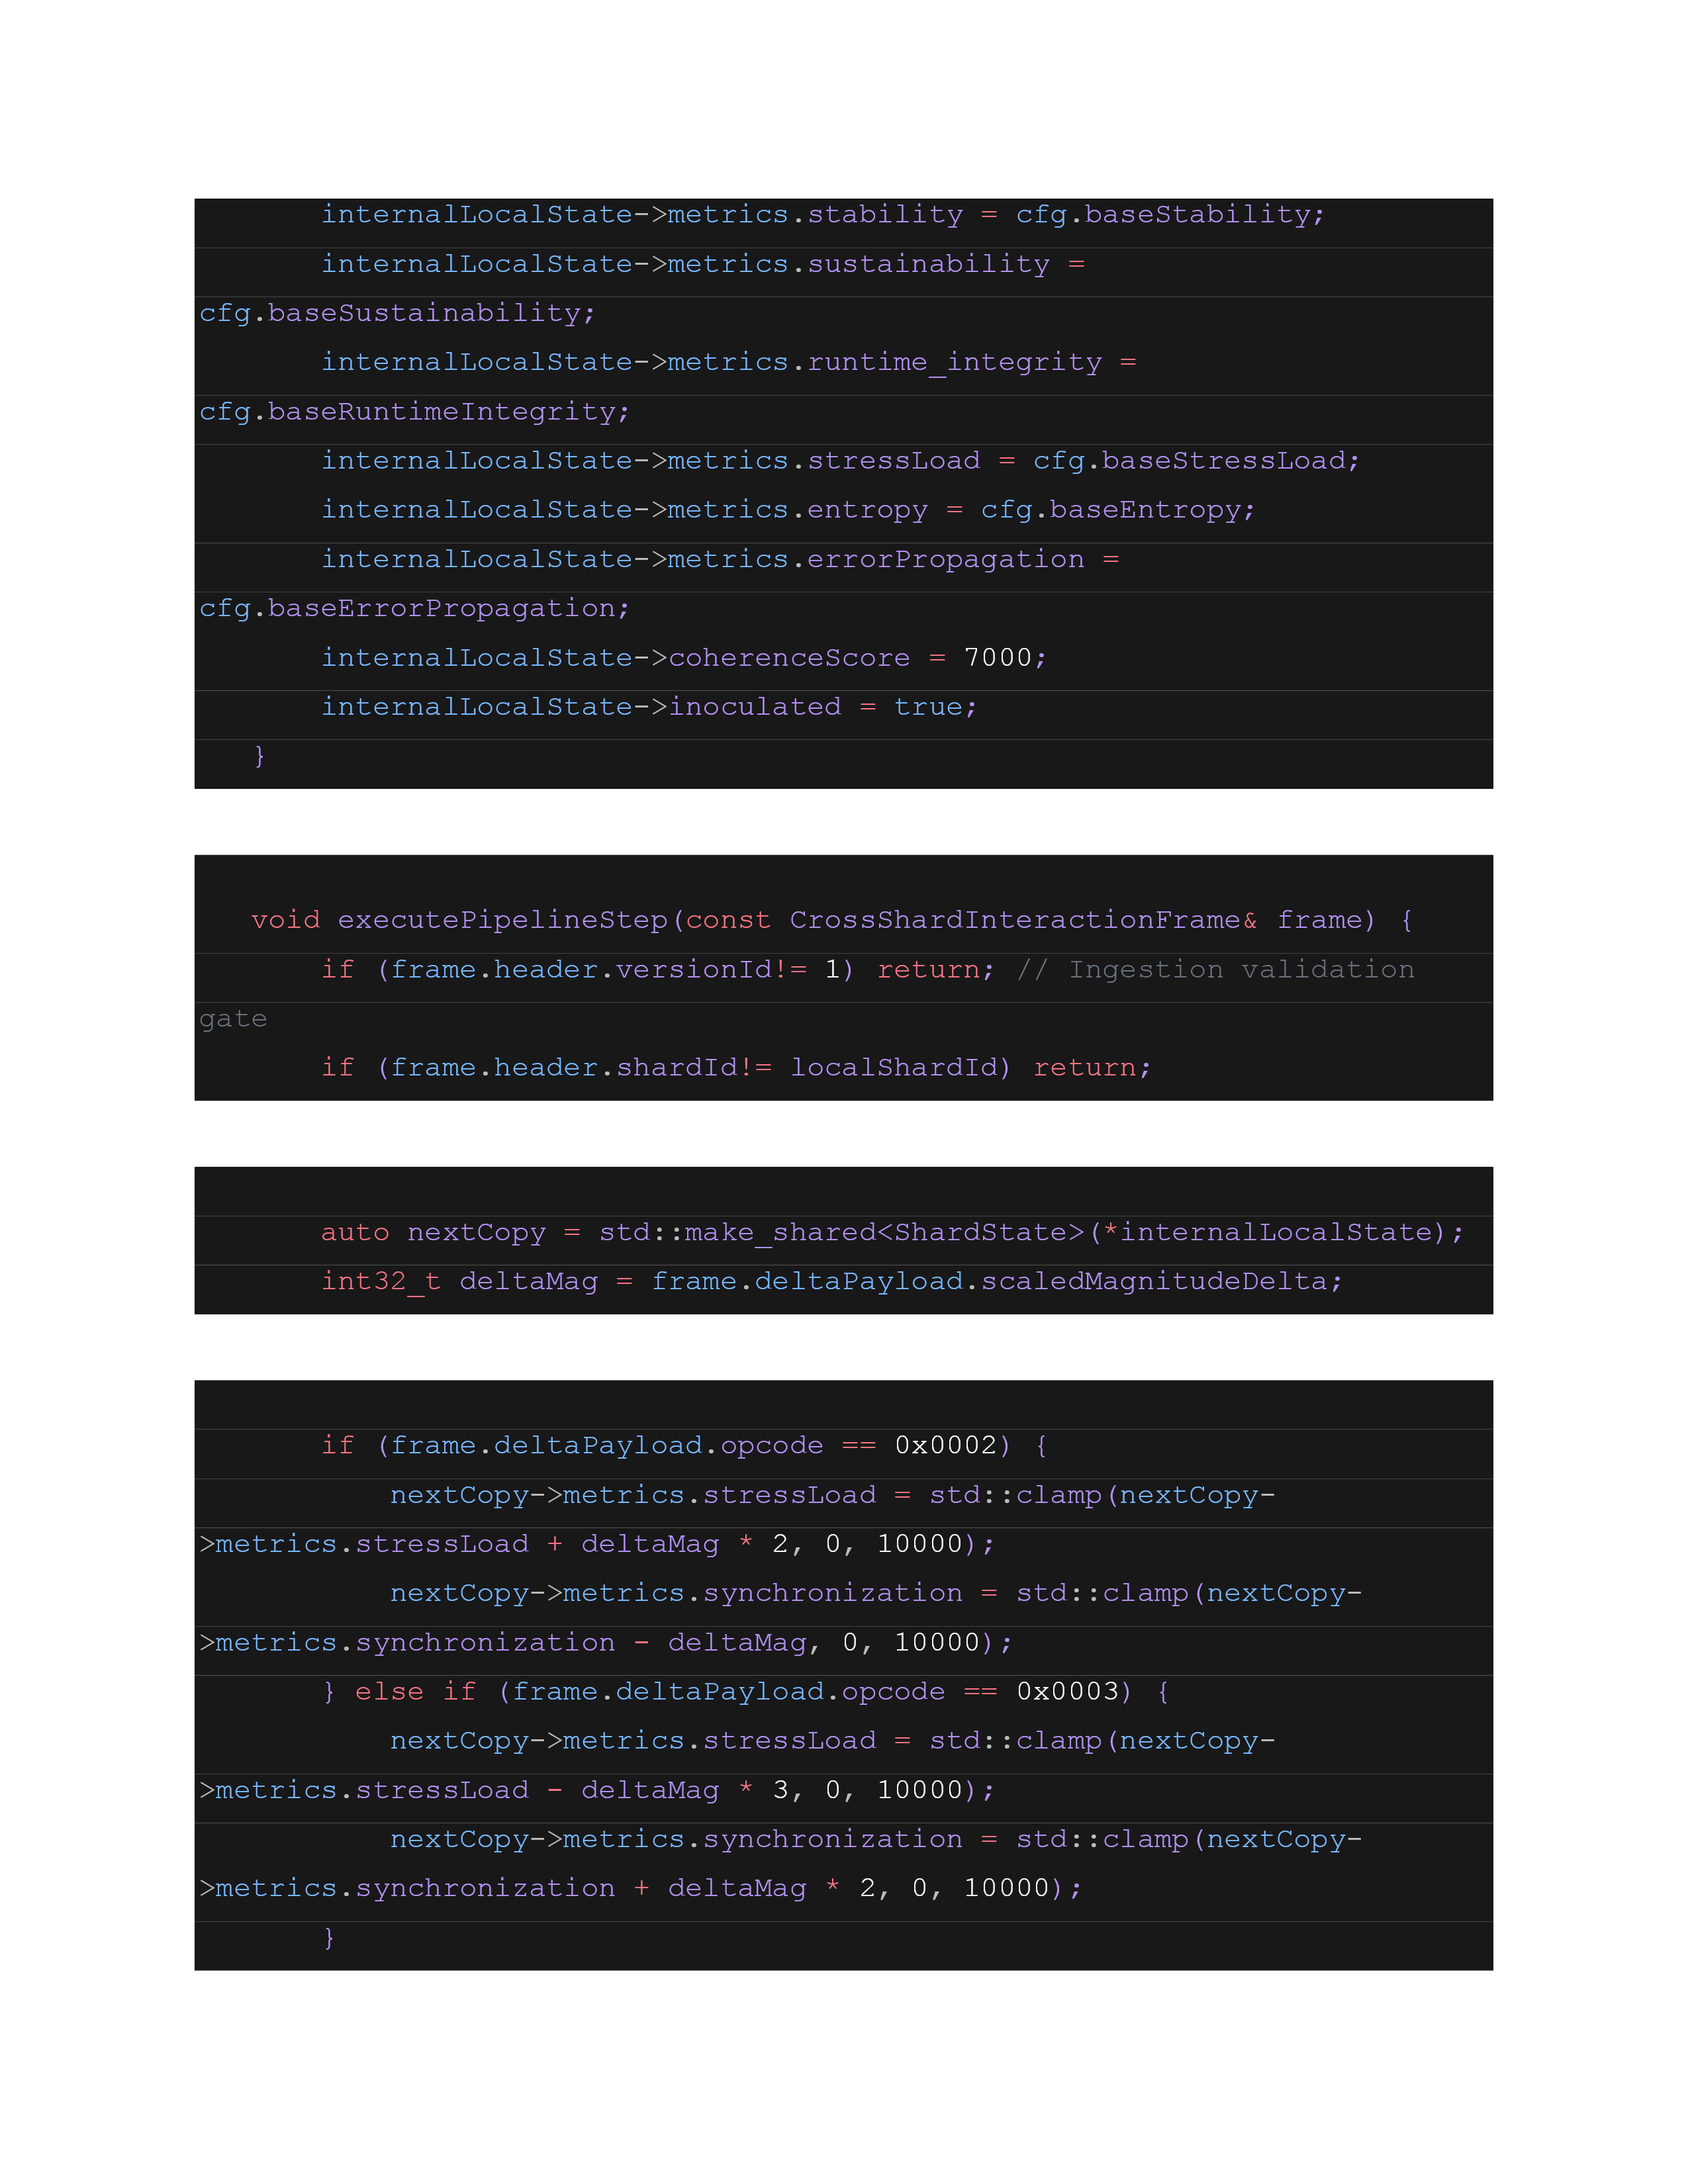 internalLocalState->metrics.stability = cfg.baseStability;
internalLocalState->metrics.sustainability =
cfg.baseSustainability;
internalLocalState->metrics.runtime_integrity =
cfg.baseRuntimeIntegrity;
internalLocalState->metrics.stressLoad = cfg.baseStressLoad;
internalLocalState->metrics.entropy = cfg.baseEntropy;
internalLocalState->metrics.errorPropagation =
cfg.baseErrorPropagation;
internalLocalState->coherenceScore = 7000;
internalLocalState->inoculated = true;
}
void executePipelineStep(const CrossShardInteractionFrame& frame) {
if (frame.header.versionId!= 1) return; // Ingestion validation
gate
if (frame.header.shardId!= localShardId) return;
auto nextCopy = std::make_shared<ShardState>(*internalLocalState);
int32_t deltaMag = frame.deltaPayload.scaledMagnitudeDelta;
if (frame.deltaPayload.opcode == 0x0002) {
nextCopy->metrics.stressLoad = std::clamp(nextCopy-
>metrics.stressLoad + deltaMag * 2, 0, 10000);
nextCopy->metrics.synchronization = std::clamp(nextCopy-
>metrics.synchronization - deltaMag, 0, 10000);
} else if (frame.deltaPayload.opcode == 0x0003) {
nextCopy->metrics.stressLoad = std::clamp(nextCopy-
>metrics.stressLoad - deltaMag * 3, 0, 10000);
nextCopy->metrics.synchronization = std::clamp(nextCopy-
>metrics.synchronization + deltaMag * 2, 0, 10000);
}